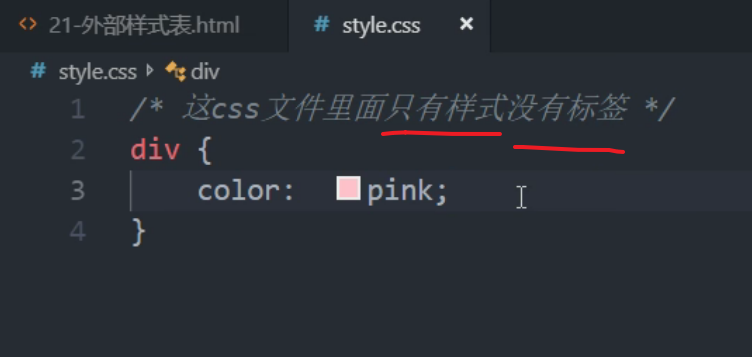 21-外部样式表.html style.css ×
# style.css div
1 /* 这css文件里面只有样式没有标签 */
2 div {
3 color: pink;
4 }